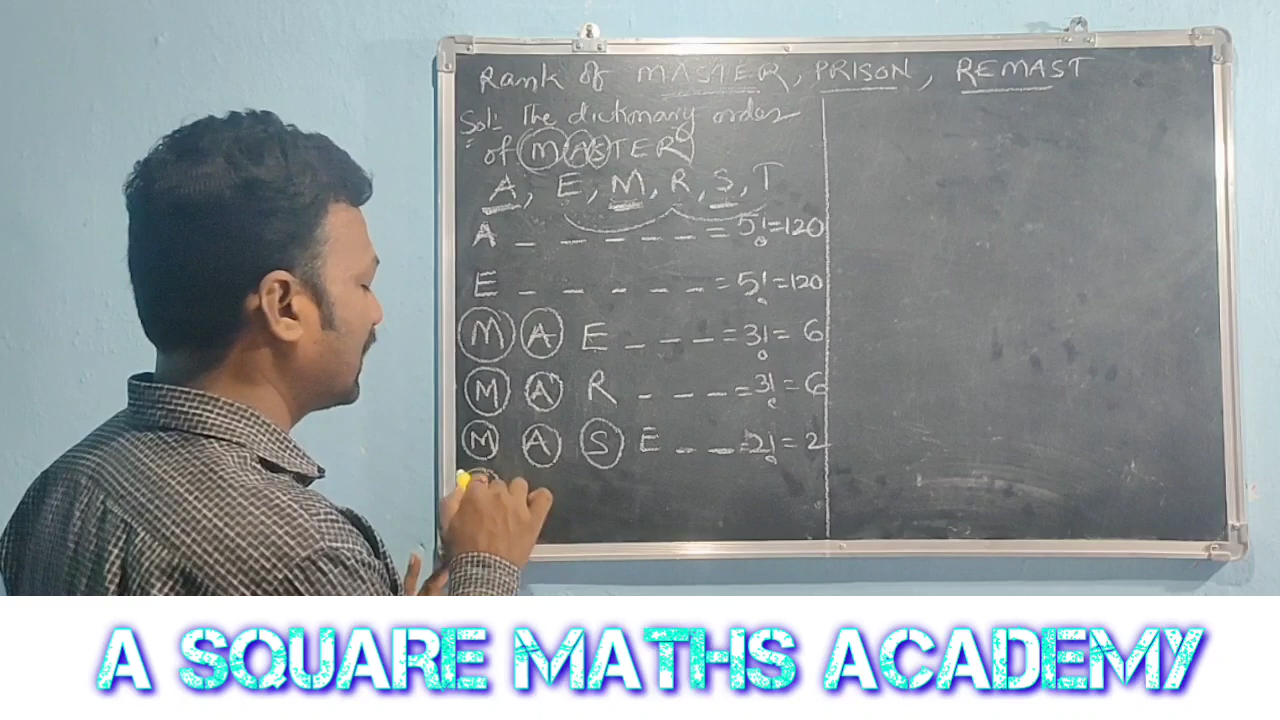 Rank of MASTER, PRISON, REMAST
Sol: The dictionary order
of MASTER
A, E, M, R, S, T
A _ _ _ _ _ = 5! = 120
E _ _ _ _ _ = 5! = 120
M A E _ _ _ = 3! = 6
M A R _ _ _ = 3! = 6
M A S E _ _ = 2! = 2
A SQUARE MATHS ACADEMY